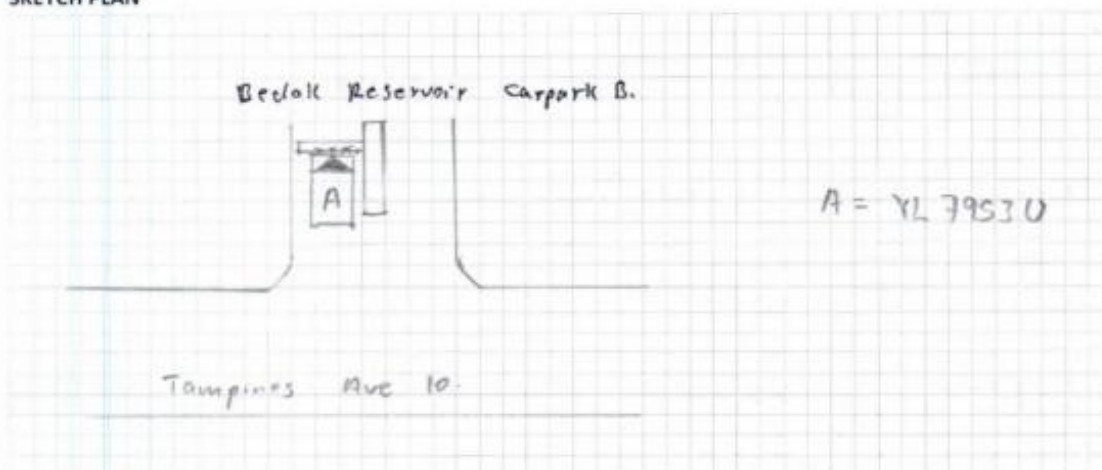 SKETCH PLAN
Bedok Reservoir Carpark B.
A
A = YL 7953 U
Tampines Ave 10.